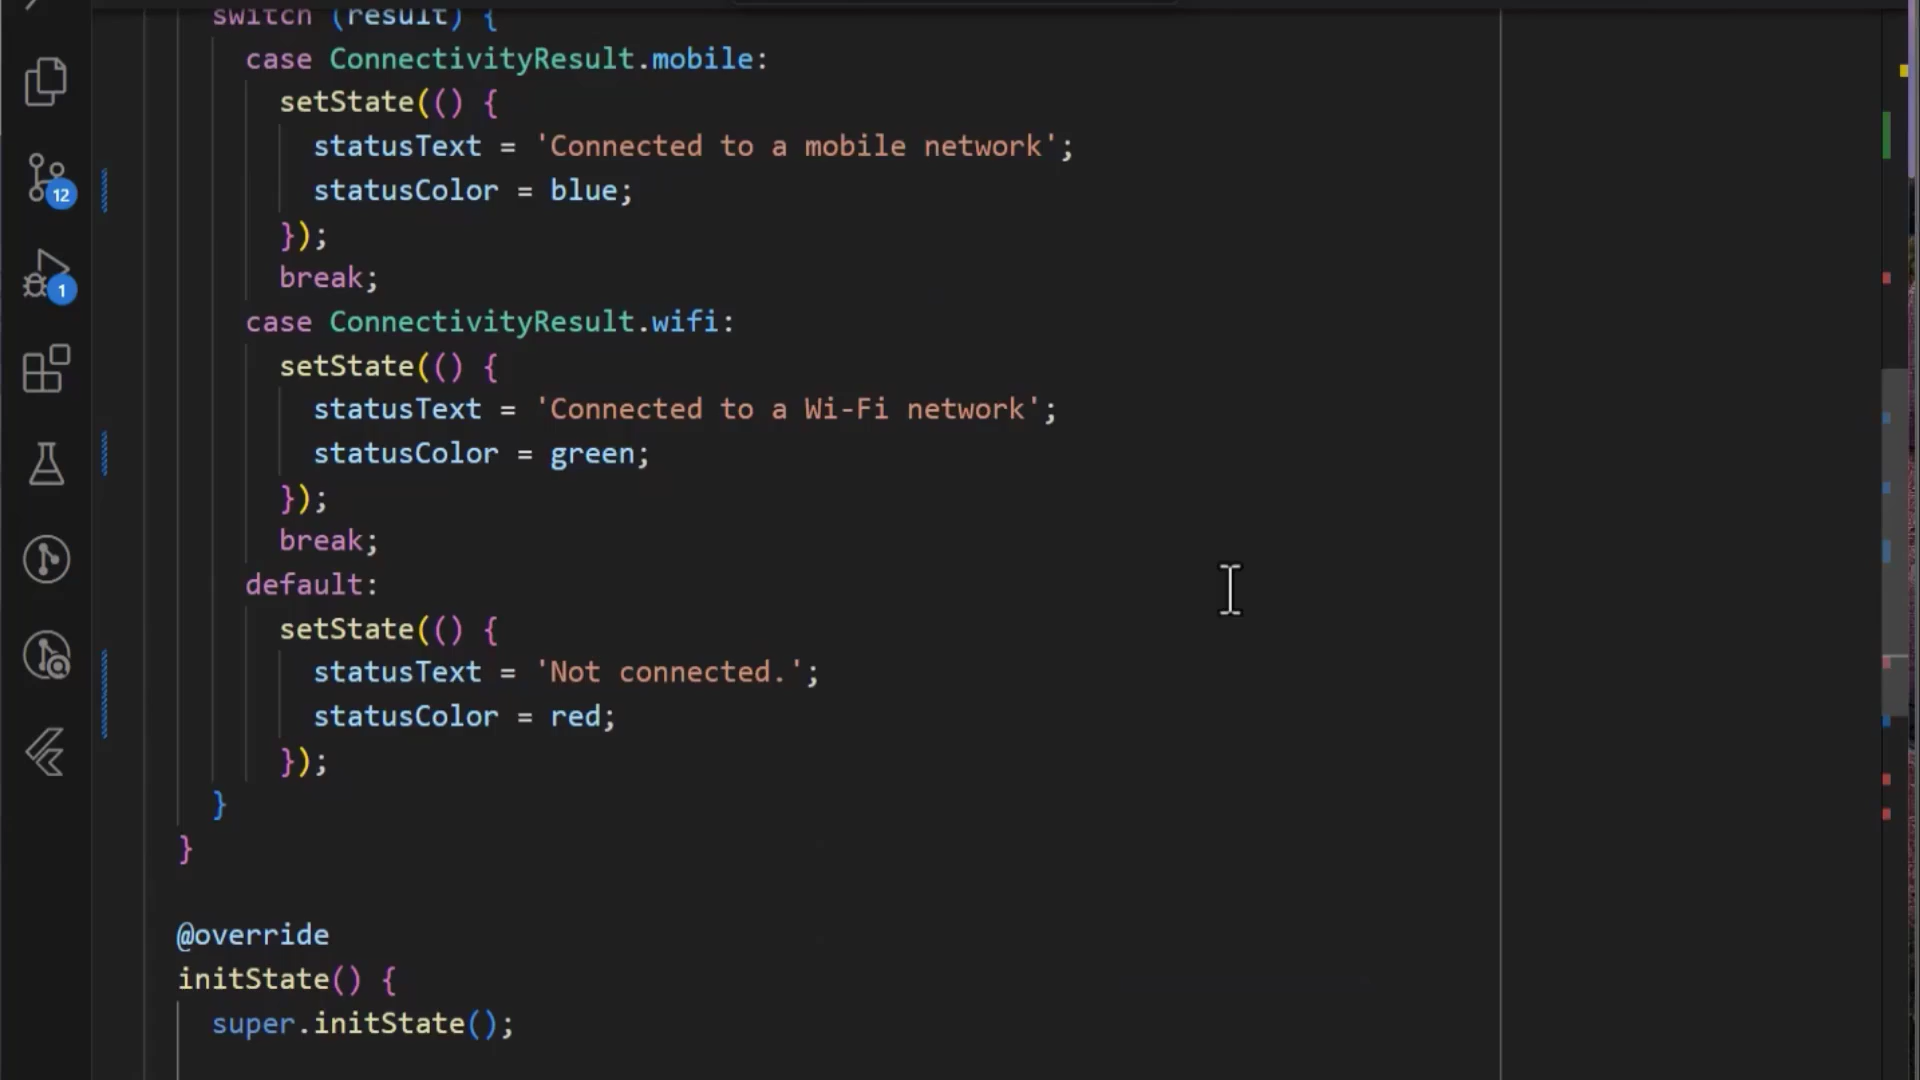 switch (result) {
case ConnectivityResult.mobile:
setState(() {
statusText = 'Connected to a mobile network';
statusColor = blue;
});
break;
case ConnectivityResult.wifi:
setState(() {
statusText = 'Connected to a Wi-Fi network';
statusColor = green;
});
break;
default:
setState(() {
statusText = 'Not connected.';
statusColor = red;
});
}
}
@override
initState() {
super.initState();
12
1